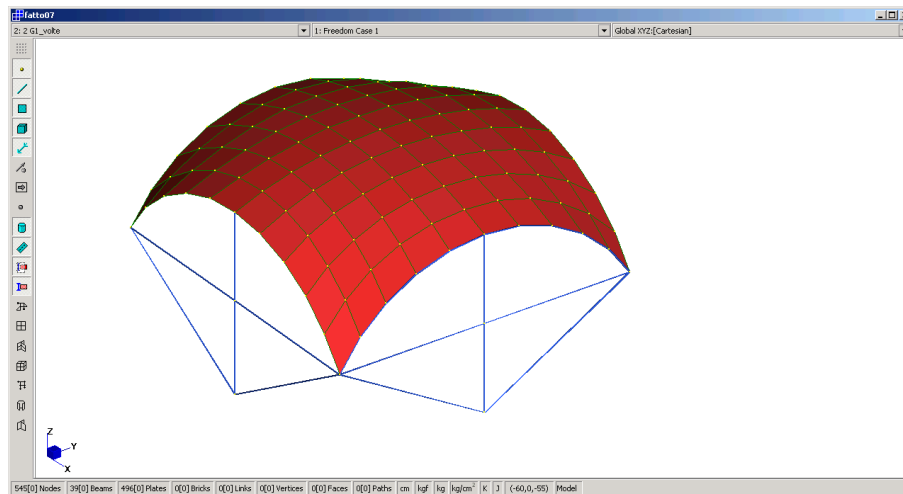 fatto07
2: 2 G1_volte 1: Freedom Case 1 Global XYZ:[Cartesian]
Z
Y
X
545[0] Nodes 39[0] Beams 496[0] Plates 0[0] Bricks 0[0] Links 0[0] Vertices 0[0] Faces 0[0] Paths cm kgf kg kg/cm² K J (-60,0,-55) Model